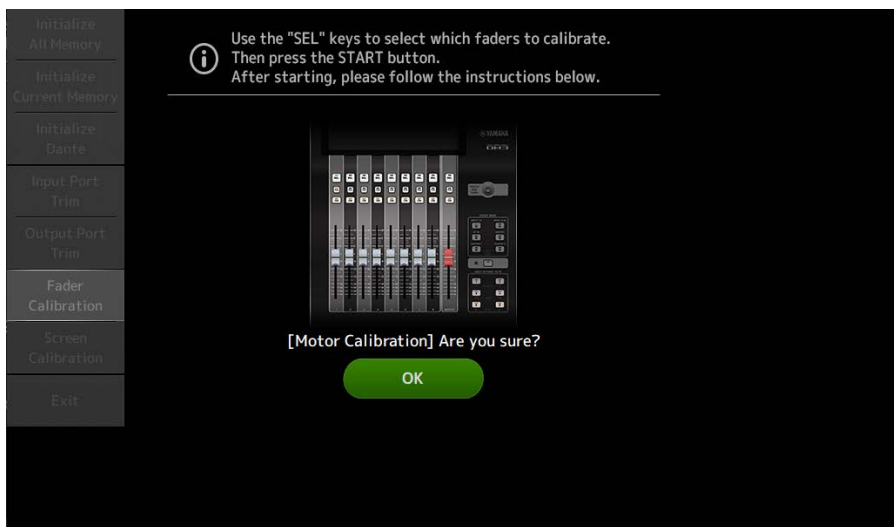 Initialize
All Memory
Initialize
Current Memory
Initialize
Dante
Input Port
Trim
Output Port
Trim
Fader
Calibration
Screen
Calibration
Exit
Use the "SEL" keys to select which faders to calibrate.
Then press the START button.
After starting, please follow the instructions below.
YAMAHA
DM3
[Motor Calibration] Are you sure?
OK